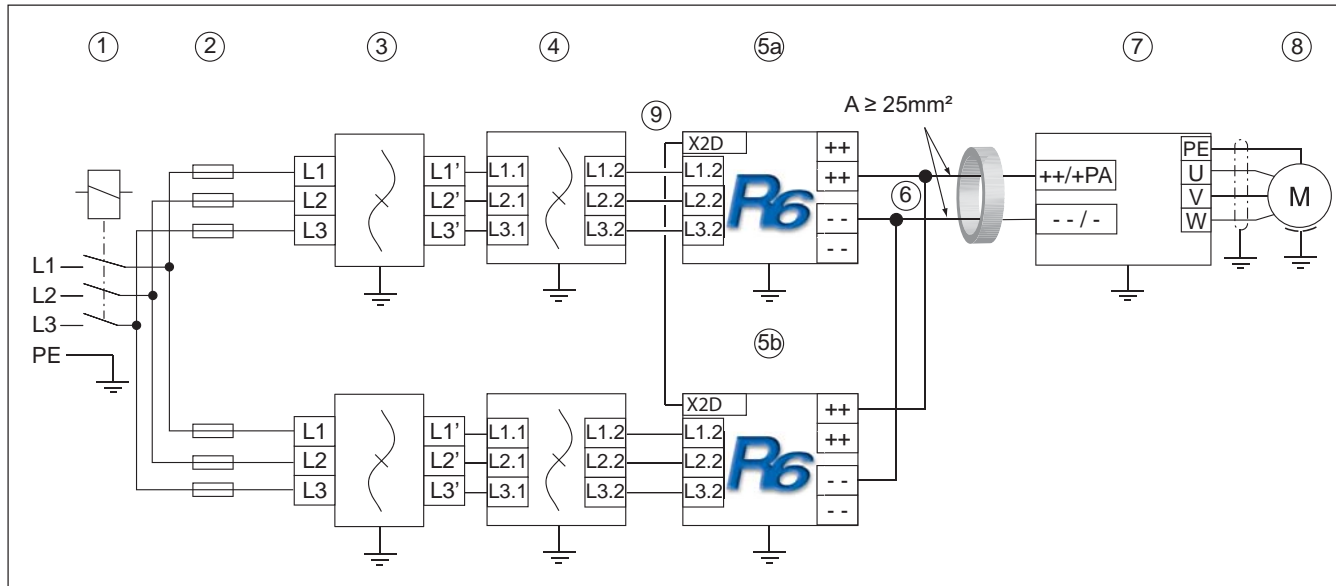 1 2 3 4 5a 7 8
A ≥ 25mm²
9
X2D
++
++
- -
- -
L1 L1' L1.1 L1.2 L1.2
L2 L2' L2.1 L2.2 L2.2
L3 L3' L3.1 L3.2 L3.2
R6
6
++/+PA
- - / -
PE
U
V
W
M
L1
L2
L3
PE
5b
X2D
++
++
- -
- -
L1 L1' L1.1 L1.2 L1.2
L2 L2' L2.1 L2.2 L2.2
L3 L3' L3.1 L3.2 L3.2
R6